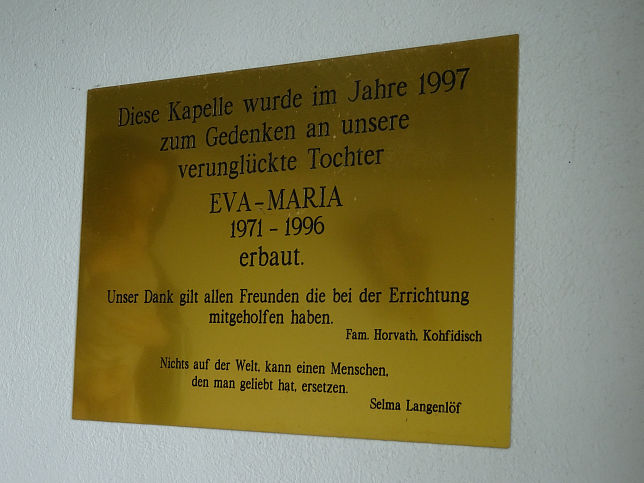 Diese Kapelle wurde im Jahre 1997
zum Gedenken an unsere
verunglückte Tochter
EVA-MARIA
1971 - 1996
erbaut.
Unser Dank gilt allen Freunden die bei der Errichtung
mitgeholfen haben.
Fam. Horvath, Kohfidisch
Nichts auf der Welt, kann einen Menschen,
den man geliebt hat, ersetzen.
Selma Langenlöf